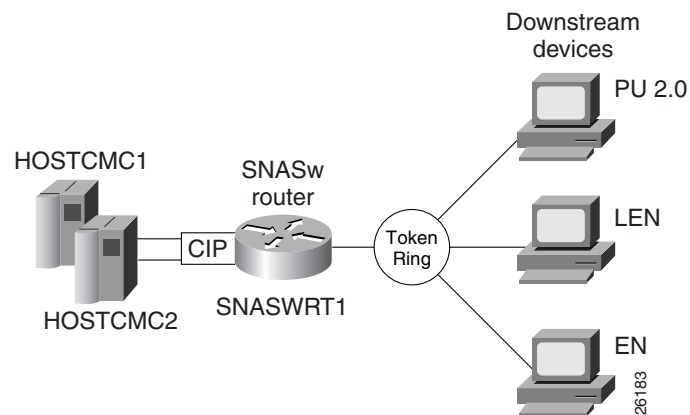 Downstream
devices
PU 2.0
HOSTCMC1
SNASw
router
CIP
Token
Ring
LEN
HOSTCMC2
SNASWRT1
EN
26183